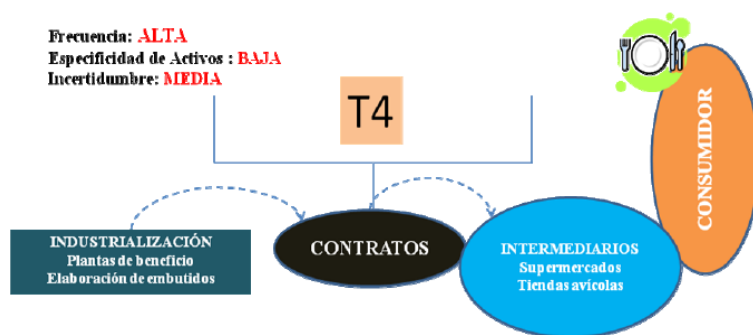 Frecuencia: ALTA
Especificidad de Activos : BAJA
Incertidumbre: MEDIA
T4
CONSUMIDOR
INDUSTRIALIZACIÓN
Plantas de beneficio
Elaboración de embutidos
CONTRATOS
INTERMEDIARIOS
Supermercados
Tiendas avícolas